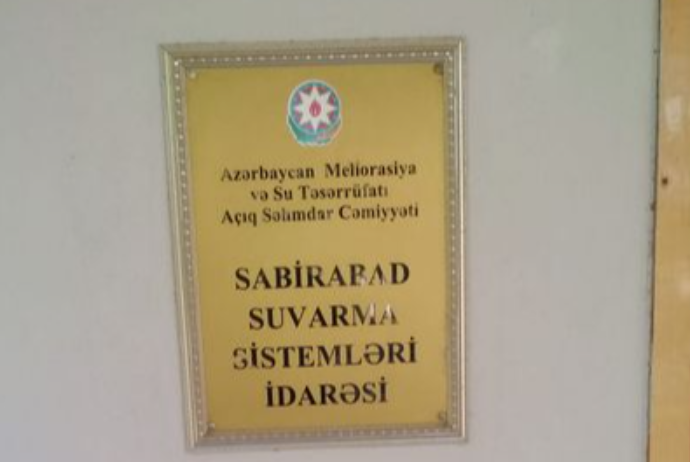 Azərbaycan Meliorasiya
və Su Təsərrüfatı
Açıq Səhmdar Cəmiyyəti
SABİRABAD
SUVARMA
SİSTEMLƏRİ
İDARƏSİ